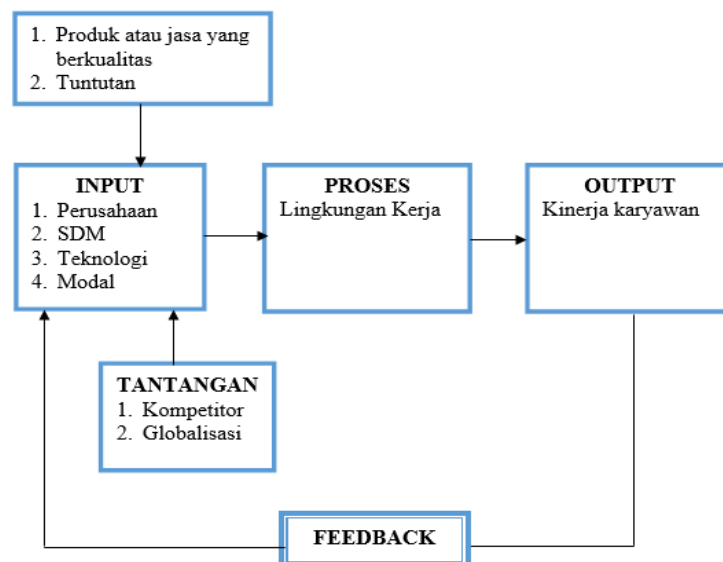 1. Produk atau jasa yang
berkualitas
2. Tuntutan
INPUT
1. Perusahaan
2. SDM
3. Teknologi
4. Modal
PROSES
Lingkungan Kerja
OUTPUT
Kinerja karyawan
TANTANGAN
1. Kompetitor
2. Globalisasi
FEEDBACK